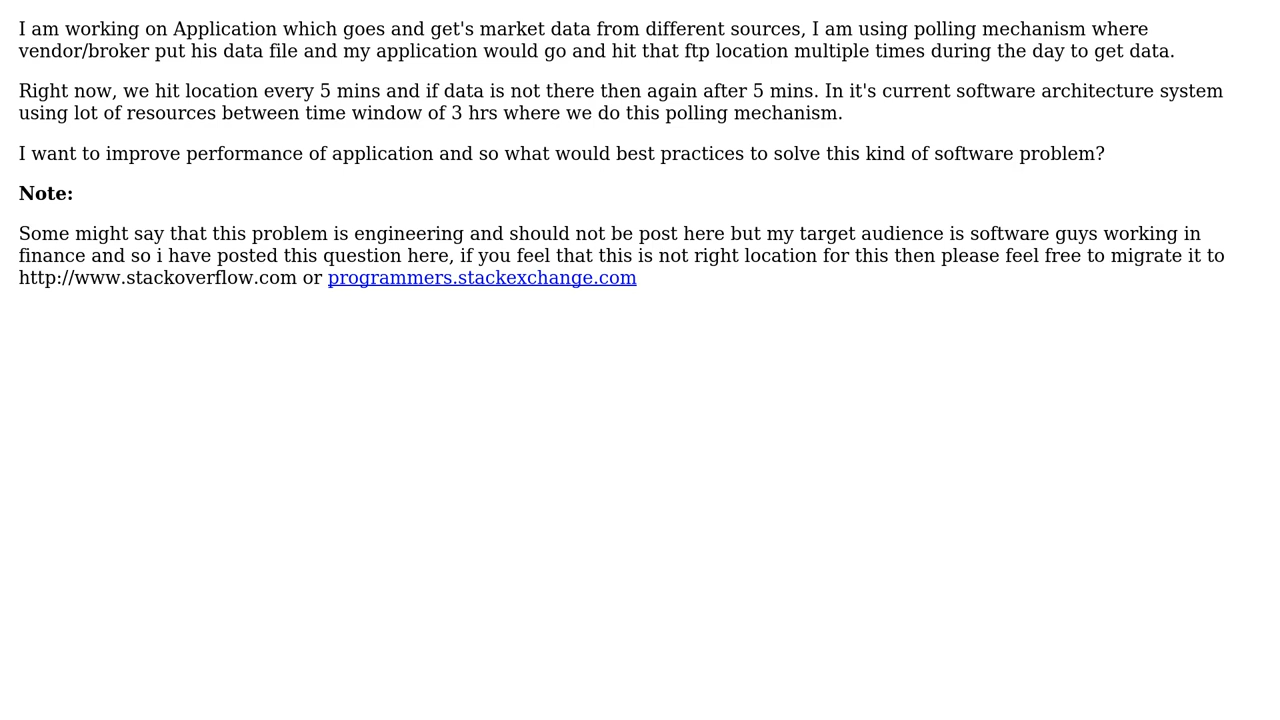 I am working on Application which goes and get's market data from different sources, I am using polling mechanism where
vendor/broker put his data file and my application would go and hit that ftp location multiple times during the day to get data.
Right now, we hit location every 5 mins and if data is not there then again after 5 mins. In it's current software architecture system
using lot of resources between time window of 3 hrs where we do this polling mechanism.
I want to improve performance of application and so what would best practices to solve this kind of software problem?
Note:
Some might say that this problem is engineering and should not be post here but my target audience is software guys working in
finance and so i have posted this question here, if you feel that this is not right location for this then please feel free to migrate it to
http://www.stackoverflow.com or programmers.stackexchange.com